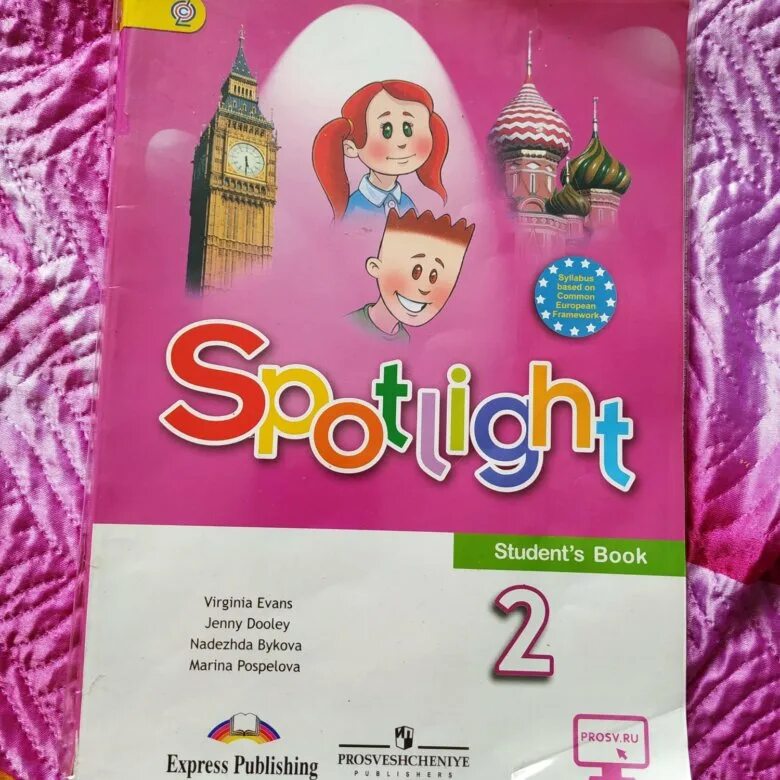 Syllabus
based on
Common
European
Framework
Spotlight
Student's Book
2
Virginia Evans
Jenny Dooley
Nadezhda Bykova
Marina Pospelova
Express Publishing
PROSVESHCHENIYE
PUBLISHERS
PROSV.RU